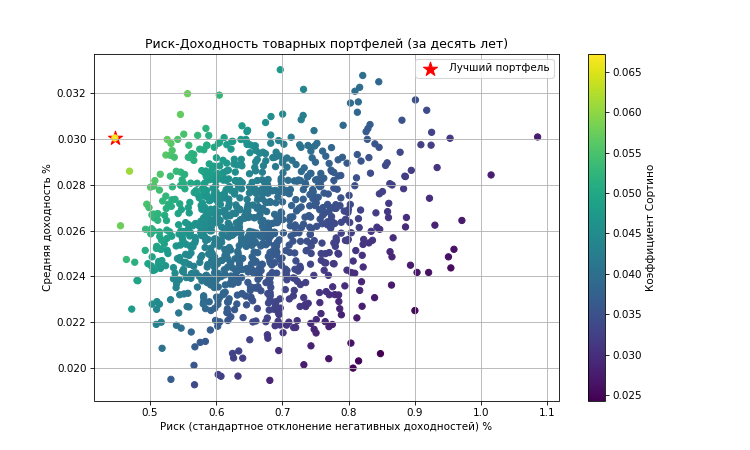 Риск-Доходность товарных портфелей (за десять лет)
Лучший портфель
Средняя доходность %
0.032
0.030
0.028
0.026
0.024
0.022
0.020
0.5 0.6 0.7 0.8 0.9 1.0 1.1
Риск (стандартное отклонение негативных доходностей) %
0.065
0.060
0.055
0.050
0.045
0.040
0.035
0.030
0.025
Коэффициент Сортино